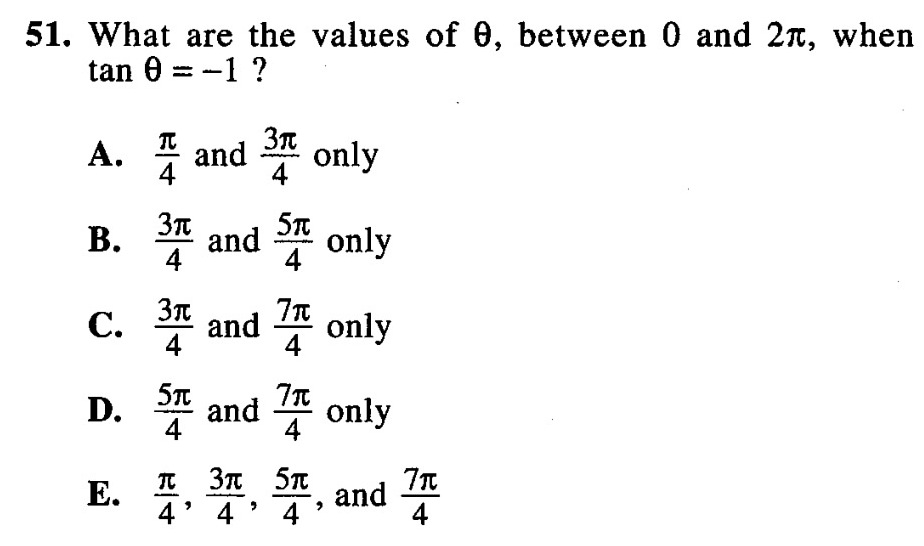 51. What are the values of θ, between 0 and 2π, when
tan θ = −1 ?
A. π/4 and 3π/4 only
B. 3π/4 and 5π/4 only
C. 3π/4 and 7π/4 only
D. 5π/4 and 7π/4 only
E. π/4, 3π/4, 5π/4, and 7π/4